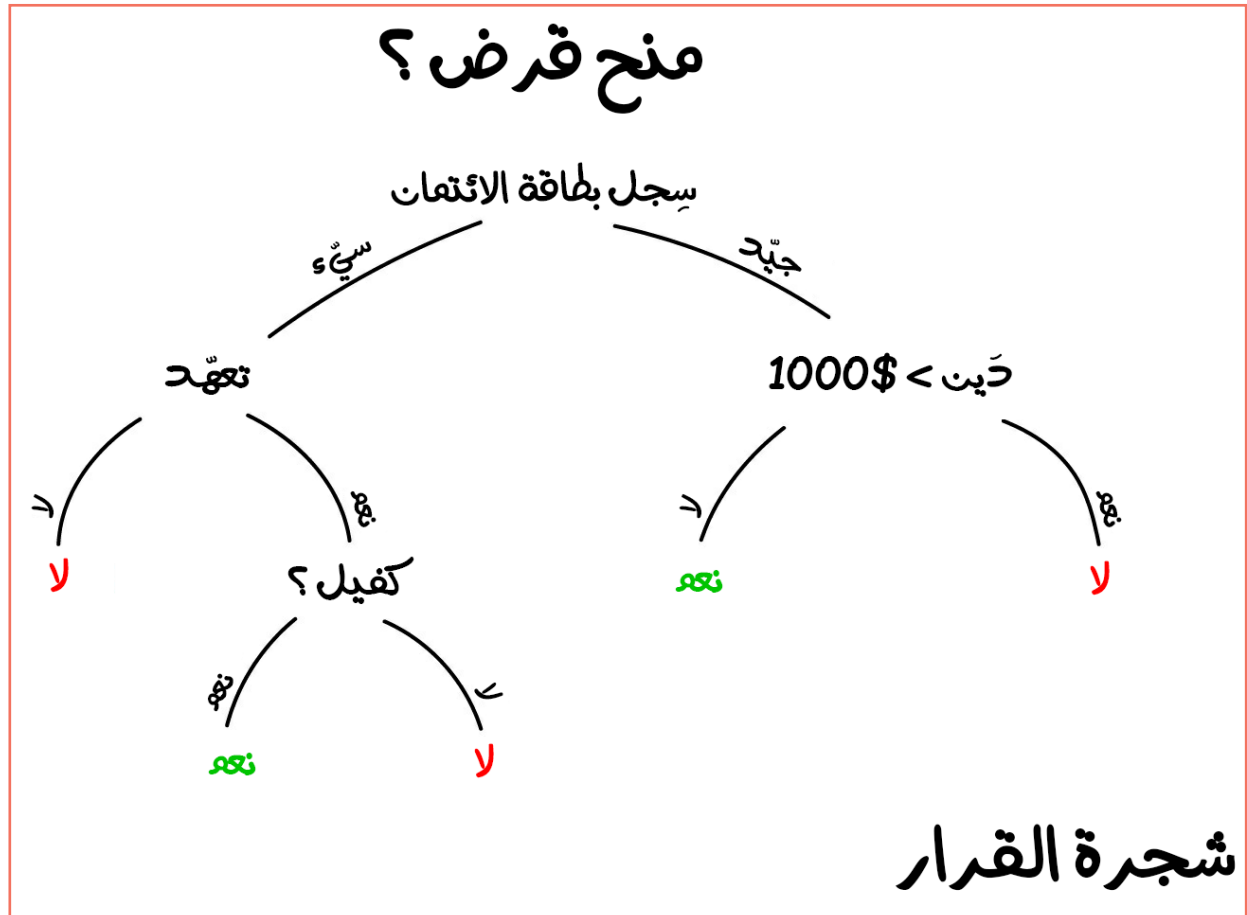 منح قرض؟
سِجل بطاقة الائتمان
جيّد
سيّء
دَين > $1000
تعهّد
نعم
لا
نعم
لا
لا
نعم
كفيل؟
لا
لا
نعم
لا
نعم
شجرة القرار